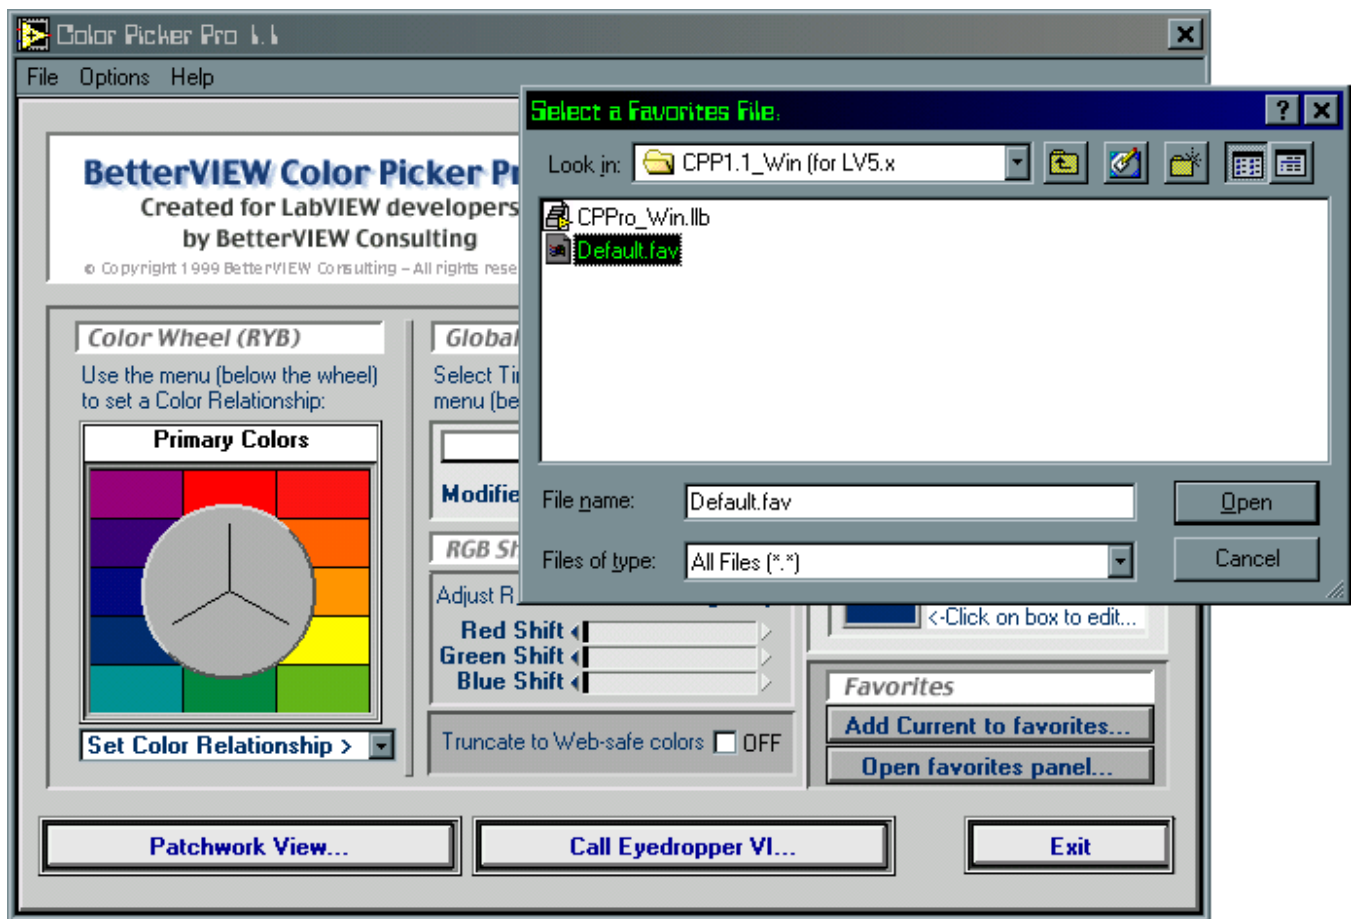 Color Picker Pro 1.1
File Options Help
BetterVIEW Color Picker Pr
Created for LabVIEW developers
by BetterVIEW Consulting
© Copyright 1999 BetterVIEW Consulting – All rights rese
Select a Favorites File:
Look in: CPP1.1_Win (for LV5.x
CPPro_Win.llb
Default.fav
File name: Default.fav
Open
Files of type: All Files (*.*)
Cancel
Color Wheel (RYB)
Use the menu (below the wheel)
to set a Color Relationship:
Primary Colors
Set Color Relationship >
Global
Select Ti
menu (be
Modifie
RGB Sh
Adjust R
Red Shift
Green Shift
Blue Shift
Truncate to Web-safe colors OFF
<-Click on box to edit...
Favorites
Add Current to favorites...
Open favorites panel...
Patchwork View...
Call Eyedropper VI...
Exit